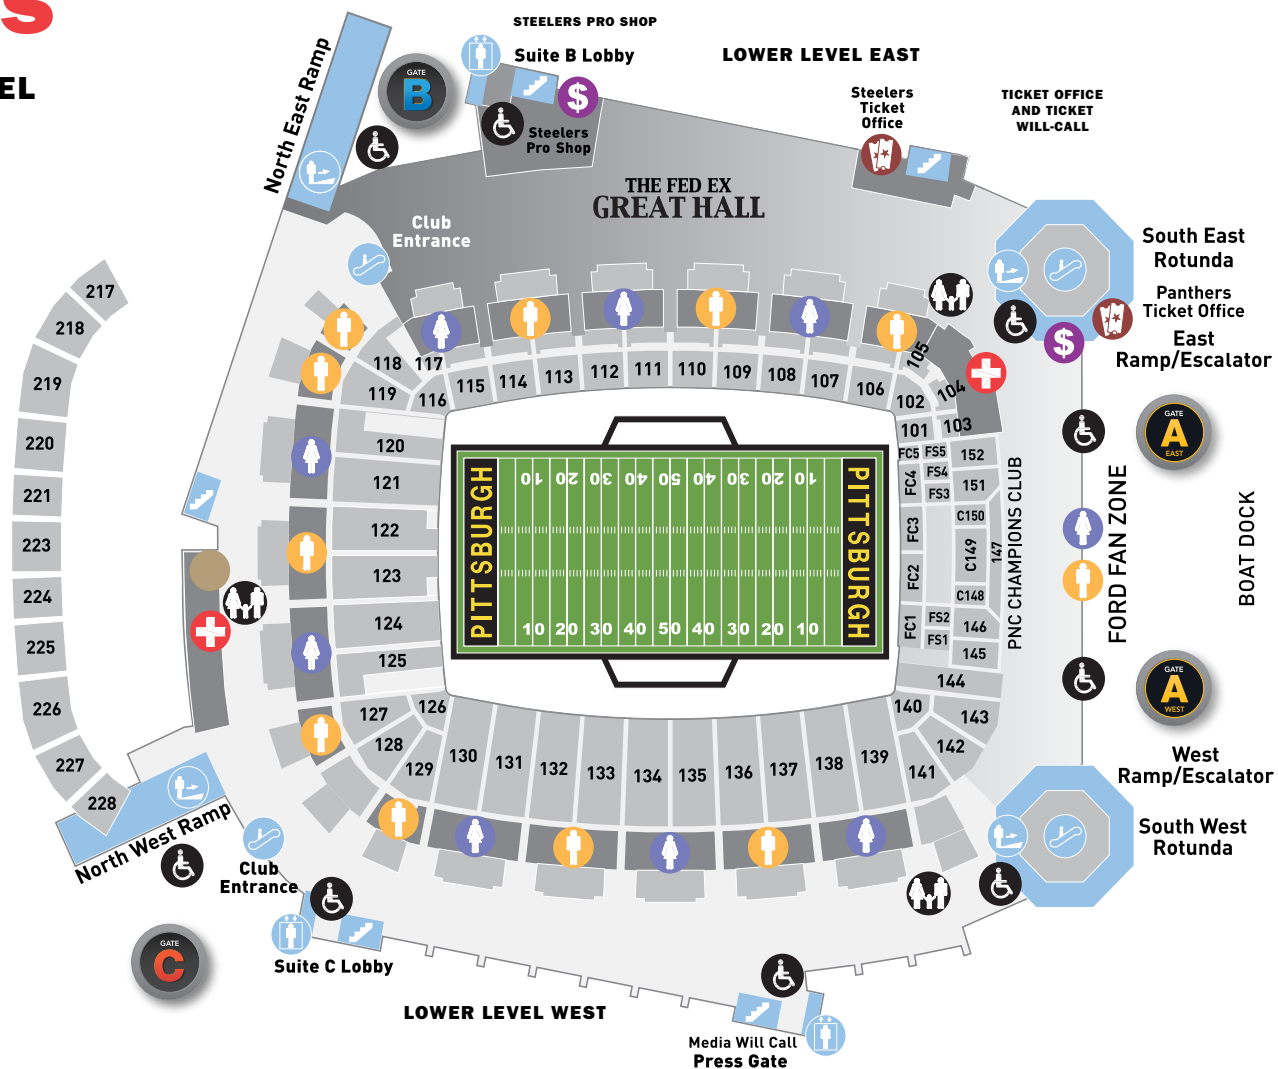 S
EL
STEELERS PRO SHOP
Suite B Lobby
LOWER LEVEL EAST
North East Ramp
GATE
B
$
Steelers
Pro Shop
Steelers
Ticket
Office
TICKET OFFICE
AND TICKET
WILL-CALL
THE FED EX
GREAT HALL
Club
Entrance
South East
Rotunda
Panthers
Ticket Office
$
East
Ramp/Escalator
GATE
A
EAST
217
218
219
220
221
223
224
225
226
227
228
118
117
119
116
115
114
113
112
111
110
109
108
107
106
105
104
103
102
101
120
121
122
123
124
125
126
127
128
129
130
131
132
133
134
135
136
137
138
139
140
141
142
143
144
145
146
147
C148
C149
C150
151
152
FC5
FS5
FC4
FS4
FS3
FC3
FC2
FC1
FS2
FS1
PITTSBURGH
PITTSBURGH
10 20 30 40 50 40 30 20 10
10 20 30 40 50 40 30 20 10
PNC CHAMPIONS CLUB
FORD FAN ZONE
BOAT DOCK
GATE
A
WEST
West
Ramp/Escalator
South West
Rotunda
North West Ramp
Club
Entrance
GATE
C
Suite C Lobby
LOWER LEVEL WEST
Media Will Call
Press Gate